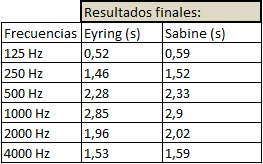 Resultados finales:
Frecuencias Eyring (s) Sabine (s)
125 Hz 0,52 0,59
250 Hz 1,46 1,52
500 Hz 2,28 2,33
1000 Hz 2,85 2,9
2000 Hz 1,96 2,02
4000 Hz 1,53 1,59